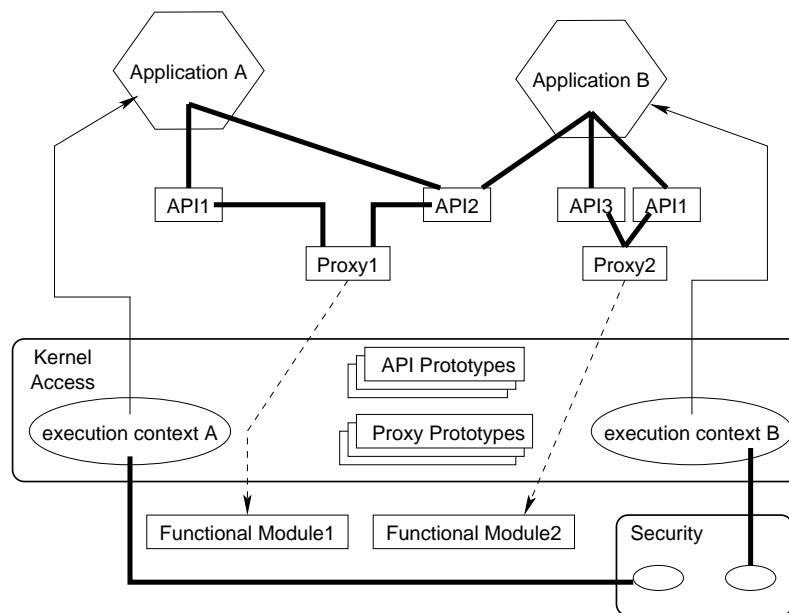 Application A
Application B
API1
API2
API3
API1
Proxy1
Proxy2
Kernel
Access
API Prototypes
Proxy Prototypes
execution context A
execution context B
Functional Module1
Functional Module2
Security